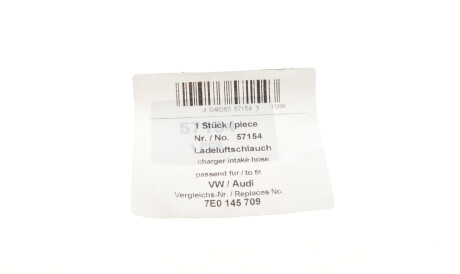 4 046283 57154 3
1 Stück / piece
Nr. / No. 57154
Ladeluftschlauch
charger intake hose
passend für / to fit
VW / Audi
Vergleichs-Nr. / Replaces No.
7E0 145 709